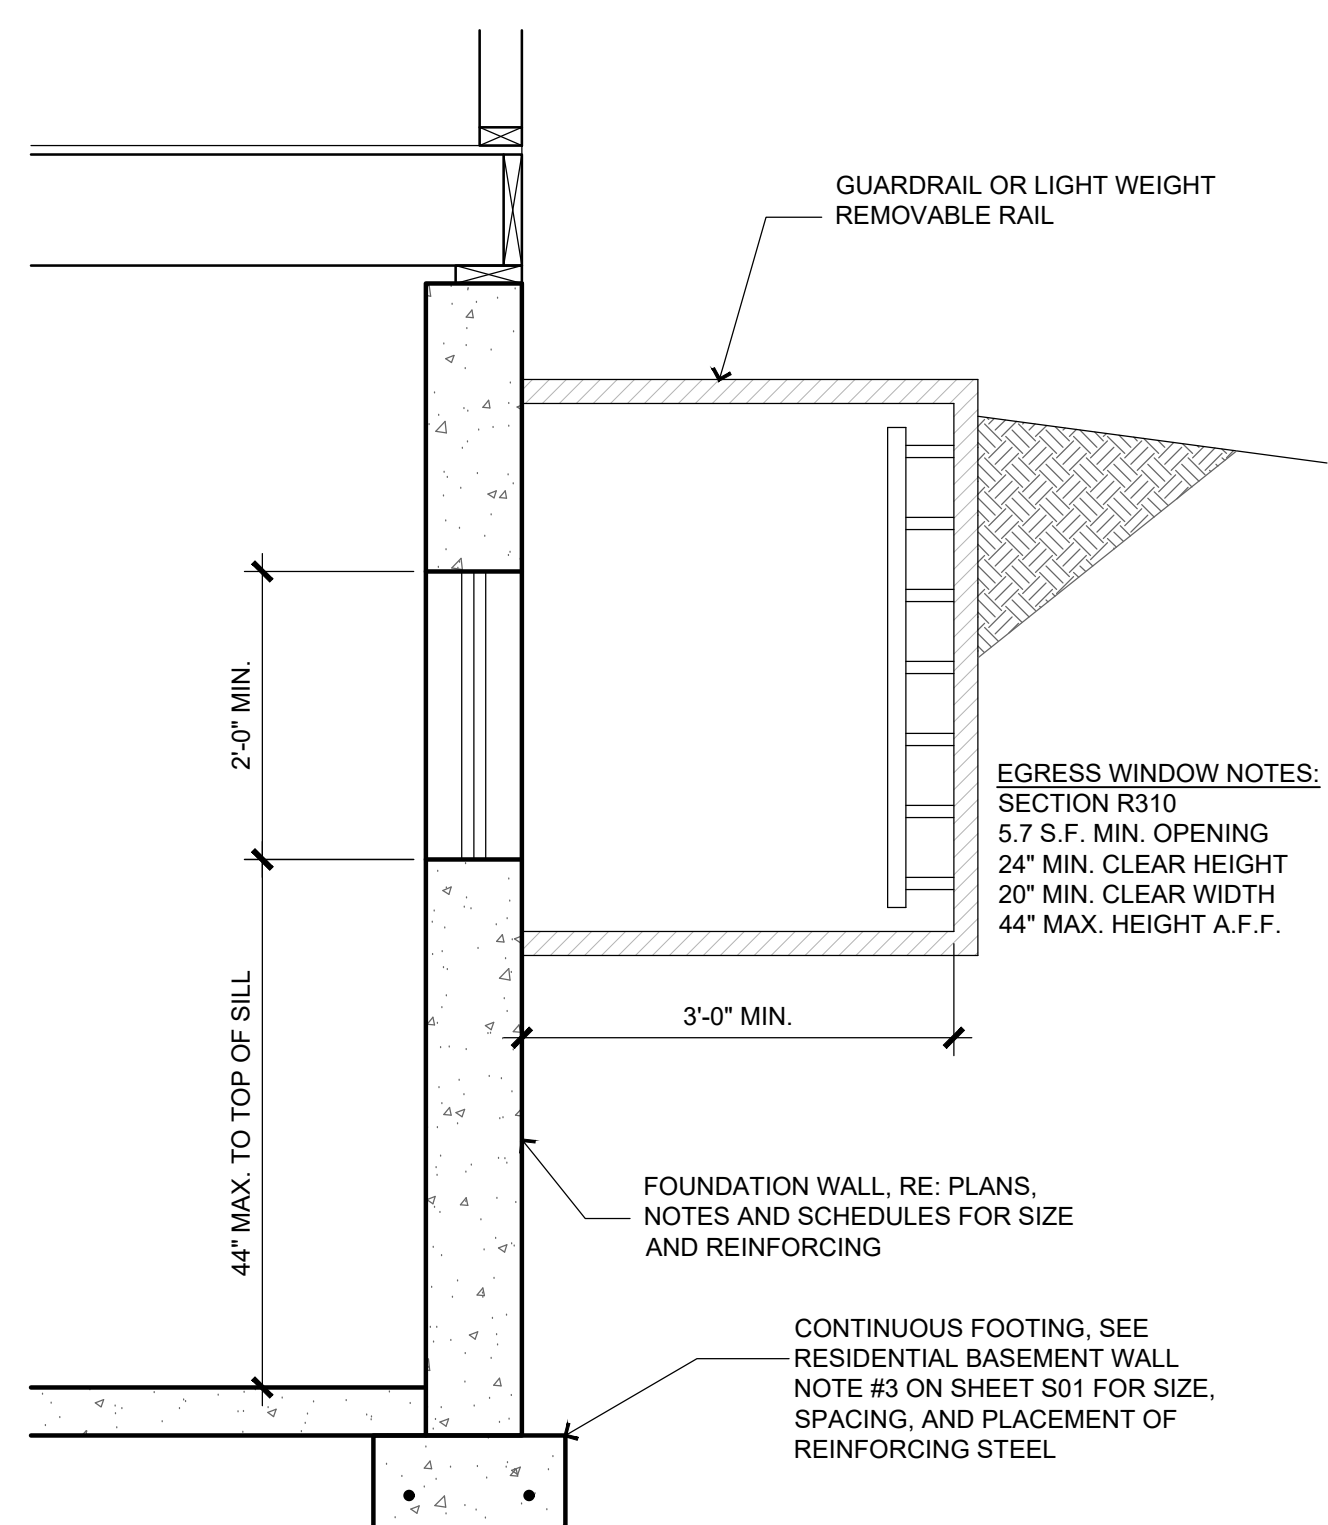 GUARDRAIL OR LIGHT WEIGHT
REMOVABLE RAIL
2'-0" MIN.
EGRESS WINDOW NOTES:
SECTION R310
5.7 S.F. MIN. OPENING
24" MIN. CLEAR HEIGHT
20" MIN. CLEAR WIDTH
44" MAX. HEIGHT A.F.F.
44" MAX. TO TOP OF SILL
3'-0" MIN.
FOUNDATION WALL, RE: PLANS,
NOTES AND SCHEDULES FOR SIZE
AND REINFORCING
CONTINUOUS FOOTING, SEE
RESIDENTIAL BASEMENT WALL
NOTE #3 ON SHEET S01 FOR SIZE,
SPACING, AND PLACEMENT OF
REINFORCING STEEL